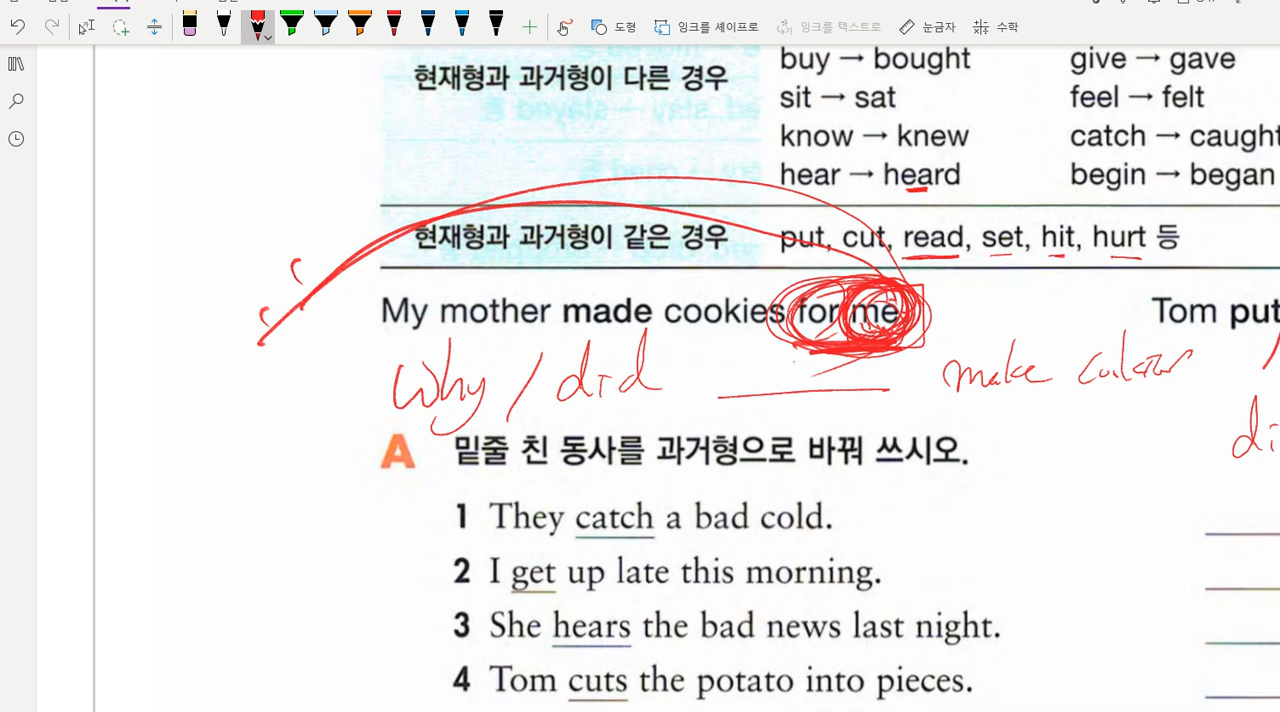 도형 잉크를 셰이프로 잉크를 텍스트로 눈금자 수학
현재형과 과거형이 다른 경우
buy → bought give → gave
sit → sat feel → felt
know → knew catch → caught
hear → heard begin → began
현재형과 과거형이 같은 경우 put, cut, read, set, hit, hurt 등
My mother made cookies for me. Tom put
Why / did make
di
A 밑줄 친 동사를 과거형으로 바꿔 쓰시오.
1 They catch a bad cold.
2 I get up late this morning.
3 She hears the bad news last night.
4 Tom cuts the potato into pieces.